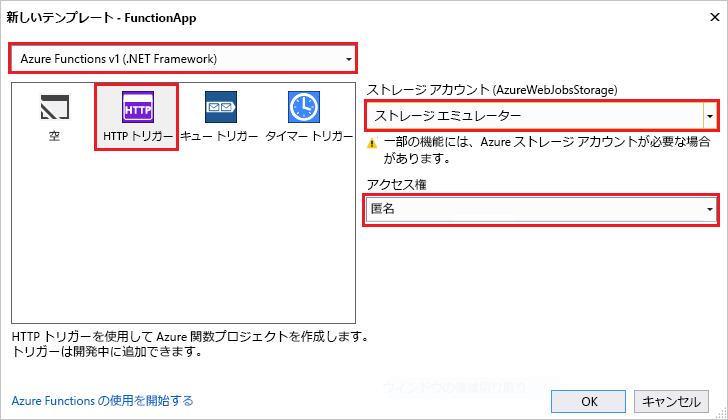 新しいテンプレート - FunctionApp
Azure Functions v1 (.NET Framework)
空
HTTP
HTTP トリガー
キュー トリガー
タイマー トリガー
ストレージ アカウント (AzureWebJobsStorage)
ストレージ エミュレーター
一部の機能には、Azure ストレージ アカウントが必要な場合
があります。
アクセス権
匿名
HTTP トリガーを使用して Azure 関数プロジェクトを作成します。
トリガーは開発中に追加できます。
Azure Functions の使用を開始する
OK
キャンセル